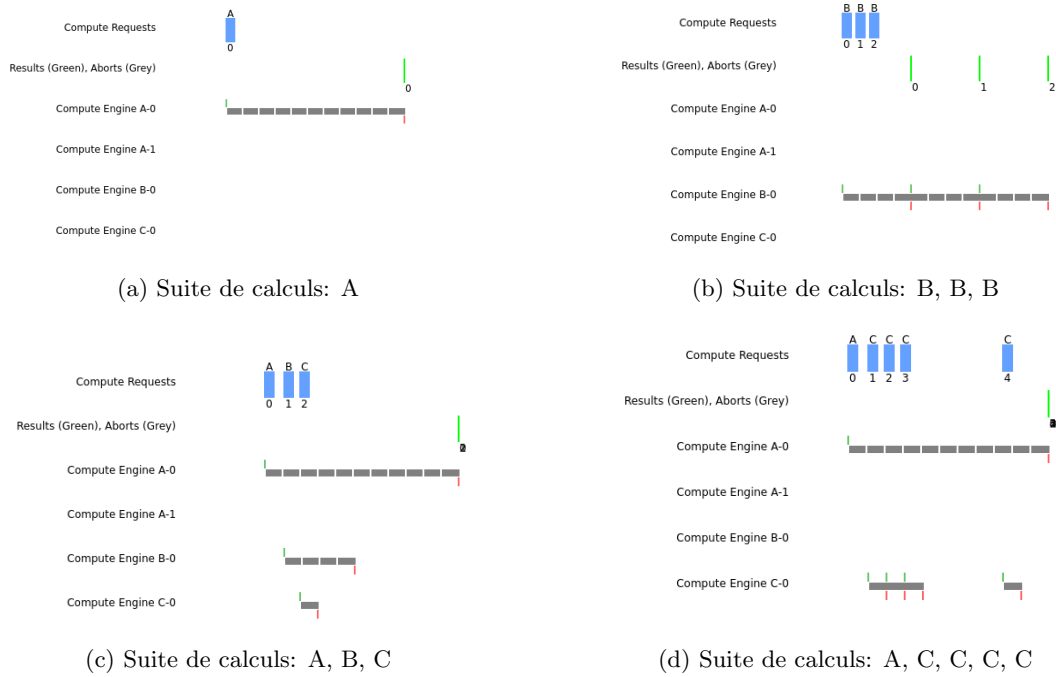 A
Compute Requests
0
Results (Green), Aborts (Grey)
0
Compute Engine A-0
Compute Engine A-1
Compute Engine B-0
Compute Engine C-0
(a) Suite de calculs: A
B B B
Compute Requests
0 1 2
Results (Green), Aborts (Grey)
0 1 2
Compute Engine A-0
Compute Engine A-1
Compute Engine B-0
Compute Engine C-0
(b) Suite de calculs: B, B, B
A B C
Compute Requests
0 1 2
Results (Green), Aborts (Grey)
Compute Engine A-0
Compute Engine A-1
Compute Engine B-0
Compute Engine C-0
(c) Suite de calculs: A, B, C
A C C C C
Compute Requests
0 1 2 3 4
Results (Green), Aborts (Grey)
Compute Engine A-0
Compute Engine A-1
Compute Engine B-0
Compute Engine C-0
(d) Suite de calculs: A, C, C, C, C